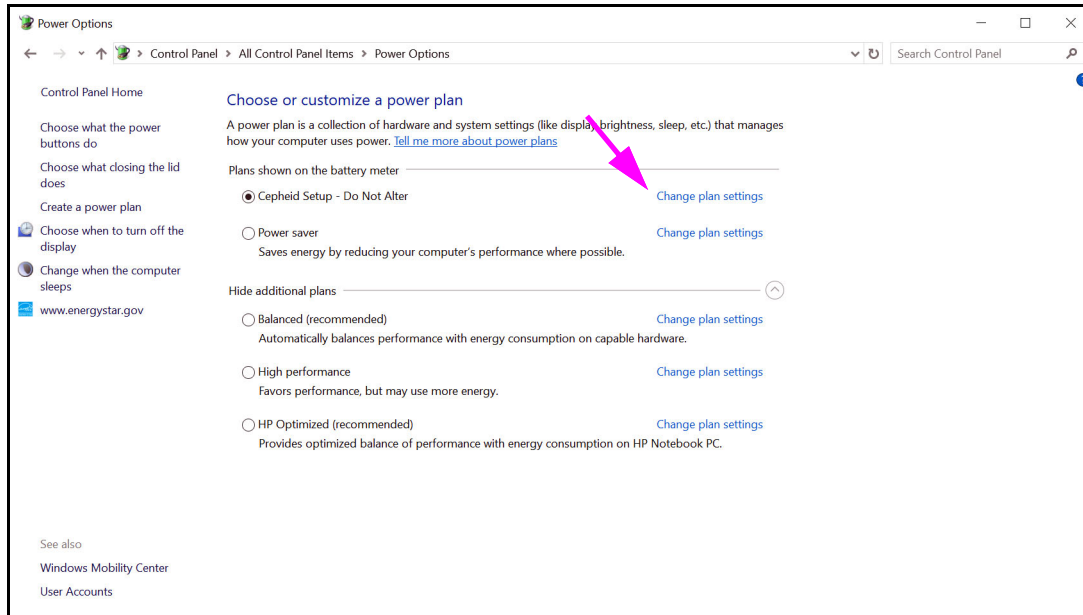 Power Options
Control Panel > All Control Panel Items > Power Options
Search Control Panel
Control Panel Home
Choose what the power
buttons do
Choose what closing the lid
does
Create a power plan
Choose when to turn off the
display
Change when the computer
sleeps
www.energystar.gov
See also
Windows Mobility Center
User Accounts
Choose or customize a power plan
A power plan is a collection of hardware and system settings (like display brightness, sleep, etc.) that manages
how your computer uses power. Tell me more about power plans
Plans shown on the battery meter
Cepheid Setup - Do Not Alter Change plan settings
Power saver Change plan settings
Saves energy by reducing your computer's performance where possible.
Hide additional plans
Balanced (recommended) Change plan settings
Automatically balances performance with energy consumption on capable hardware.
High performance Change plan settings
Favors performance, but may use more energy.
HP Optimized (recommended) Change plan settings
Provides optimized balance of performance with energy consumption on HP Notebook PC.